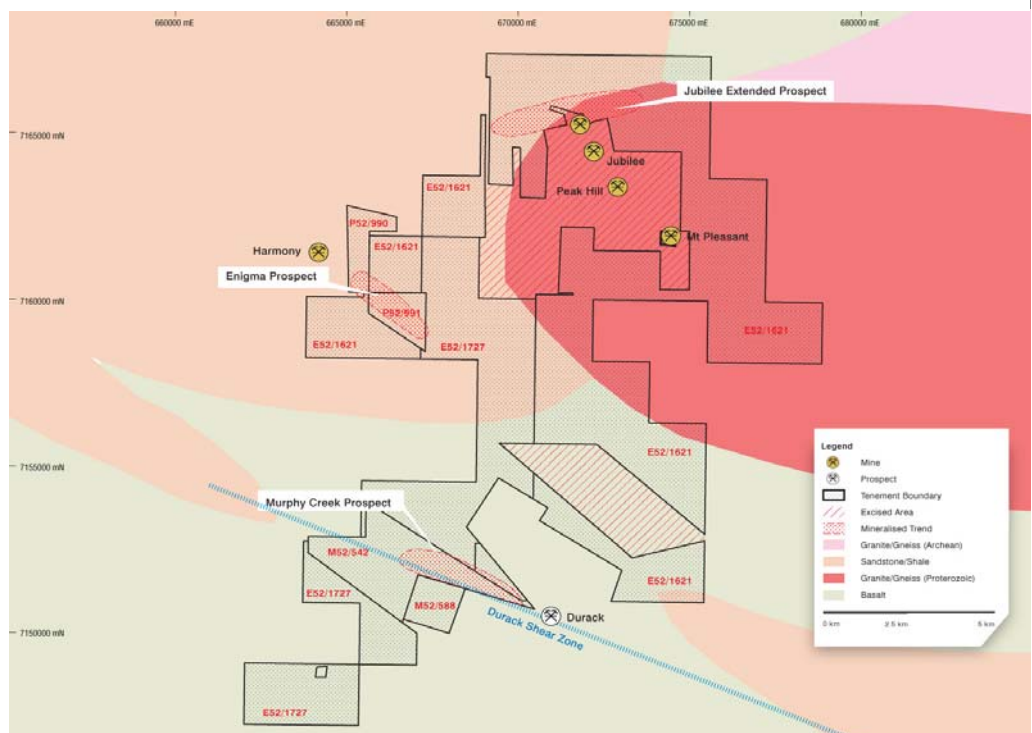 660000 mE
665000 mE
670000 mE
675000 mE
680000 mE
7165000 mN
7160000 mN
7155000 mN
7150000 mN
Jubilee Extended Prospect
Jubilee
Peak Hill
Mt Pleasant
E52/1621
P52/990
E52/1621
Harmony
Enigma Prospect
P52/991
E52/1621
E52/1727
E52/1621
E52/1621
Murphy Creek Prospect
M52/542
E52/1727
M52/588
E52/1621
Durack
Durack Shear Zone
E52/1727
Legend
Mine
Prospect
Tenement Boundary
Excised Area
Mineralised Trend
Granite/Gneiss (Archean)
Sandstone/Shale
Granite/Gneiss (Proterozoic)
Basalt
0 km
2.5 km
5 km